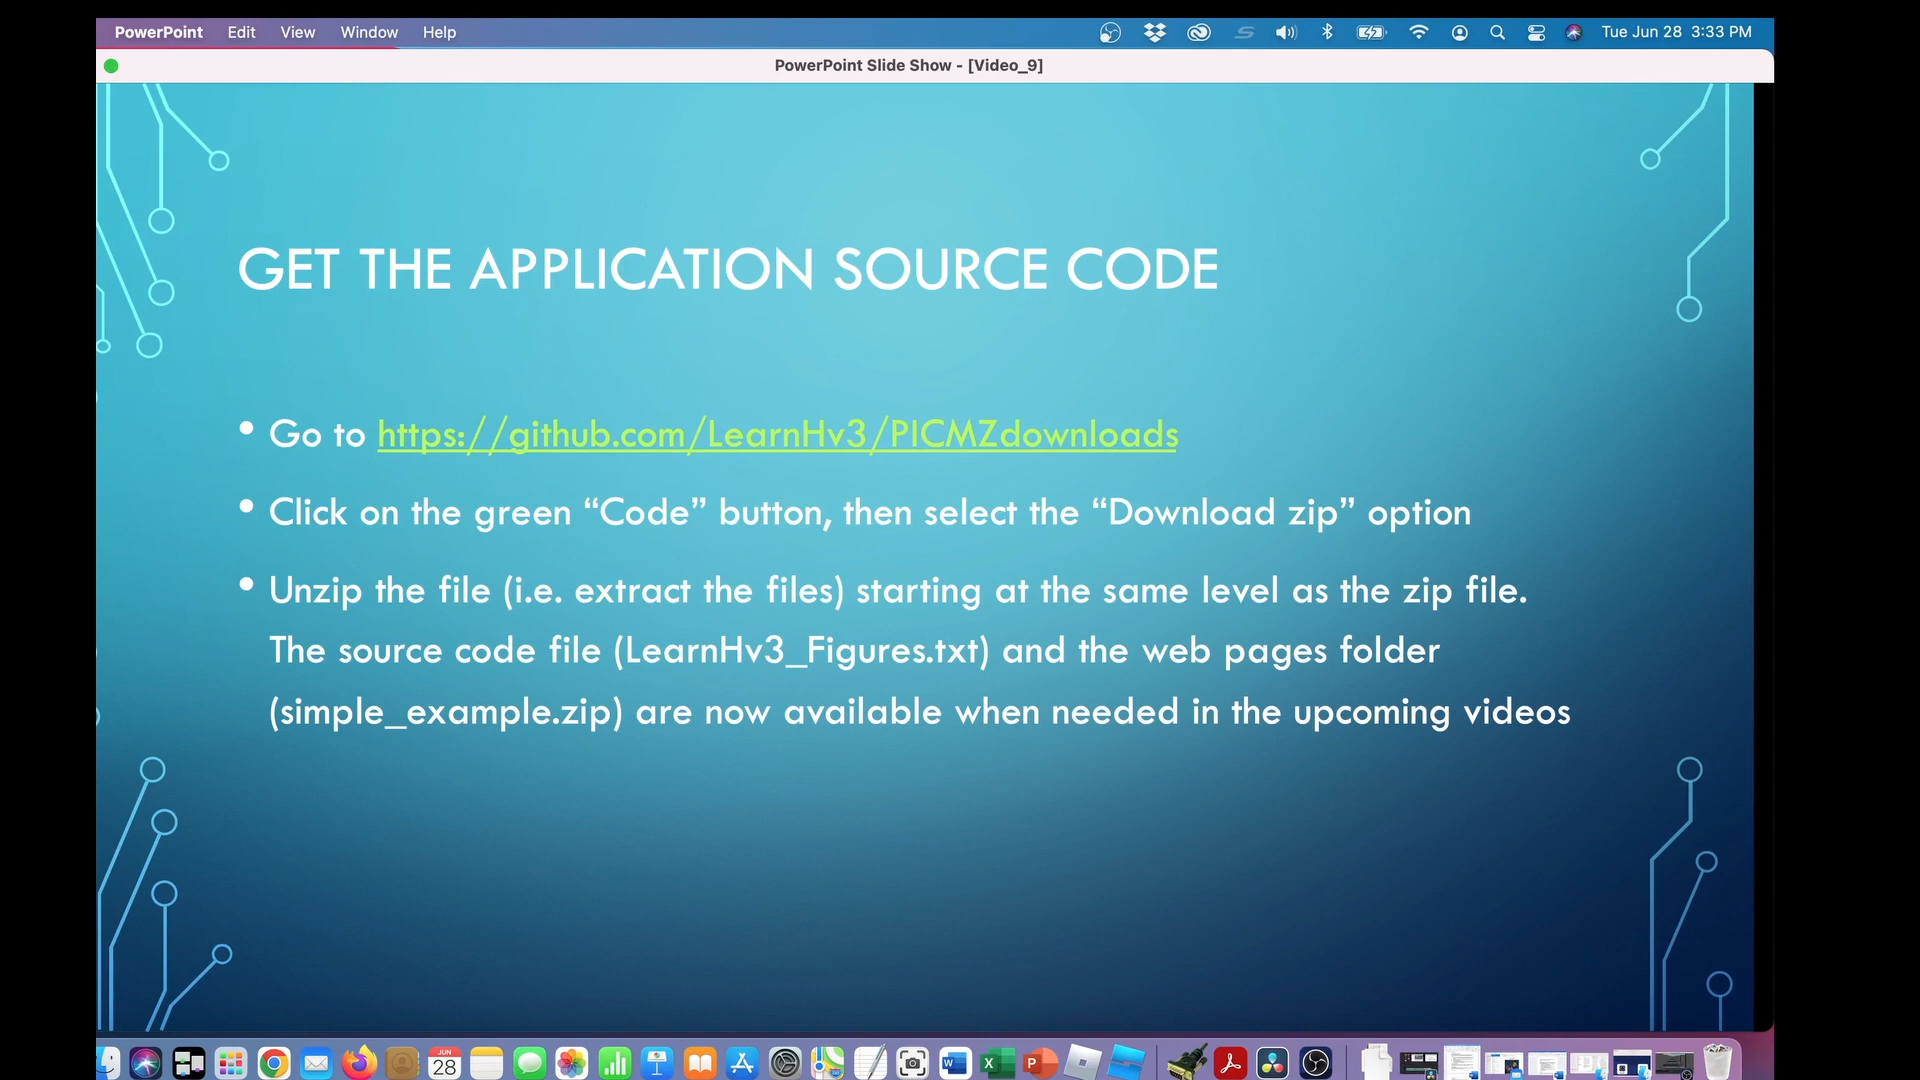 PowerPoint Edit View Window Help Tue Jun 28 3:33 PM
PowerPoint Slide Show - [Video_9]
GET THE APPLICATION SOURCE CODE
• Go to https://github.com/LearnHv3/PICMZdownloads
• Click on the green “Code” button, then select the “Download zip” option
• Unzip the file (i.e. extract the files) starting at the same level as the zip file.
The source code file (LearnHv3_Figures.txt) and the web pages folder
(simple_example.zip) are now available when needed in the upcoming videos
JUN
28